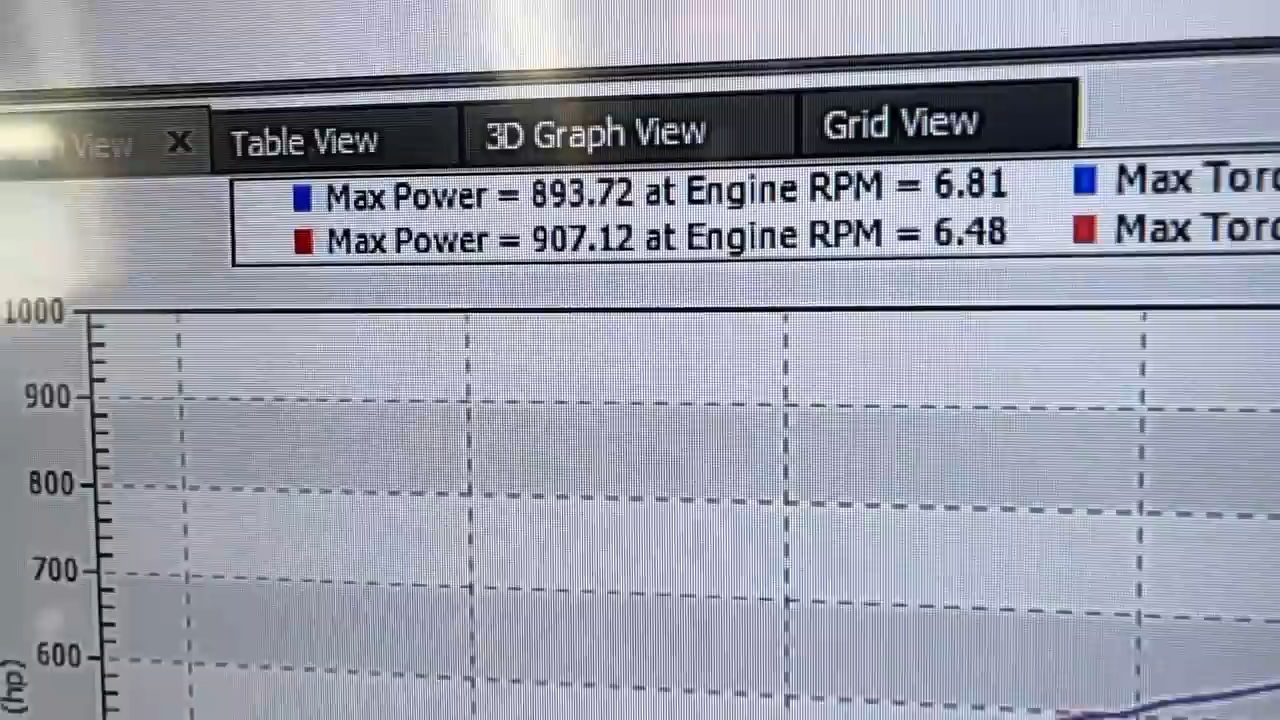 View X Table View 3D Graph View Grid View
Max Power = 893.72 at Engine RPM = 6.81 Max Torq
Max Power = 907.12 at Engine RPM = 6.48 Max Torq
1000
900
800
700
600
(hp)